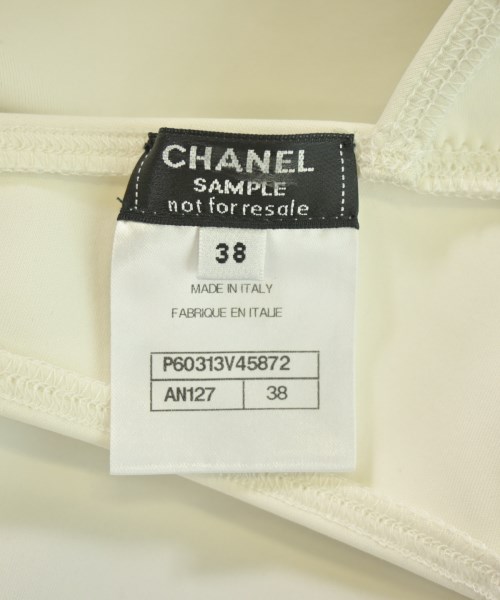 CHANEL
SAMPLE
not for resale
38
MADE IN ITALY
FABRIQUE EN ITALIE
P60313V45872
AN127 38